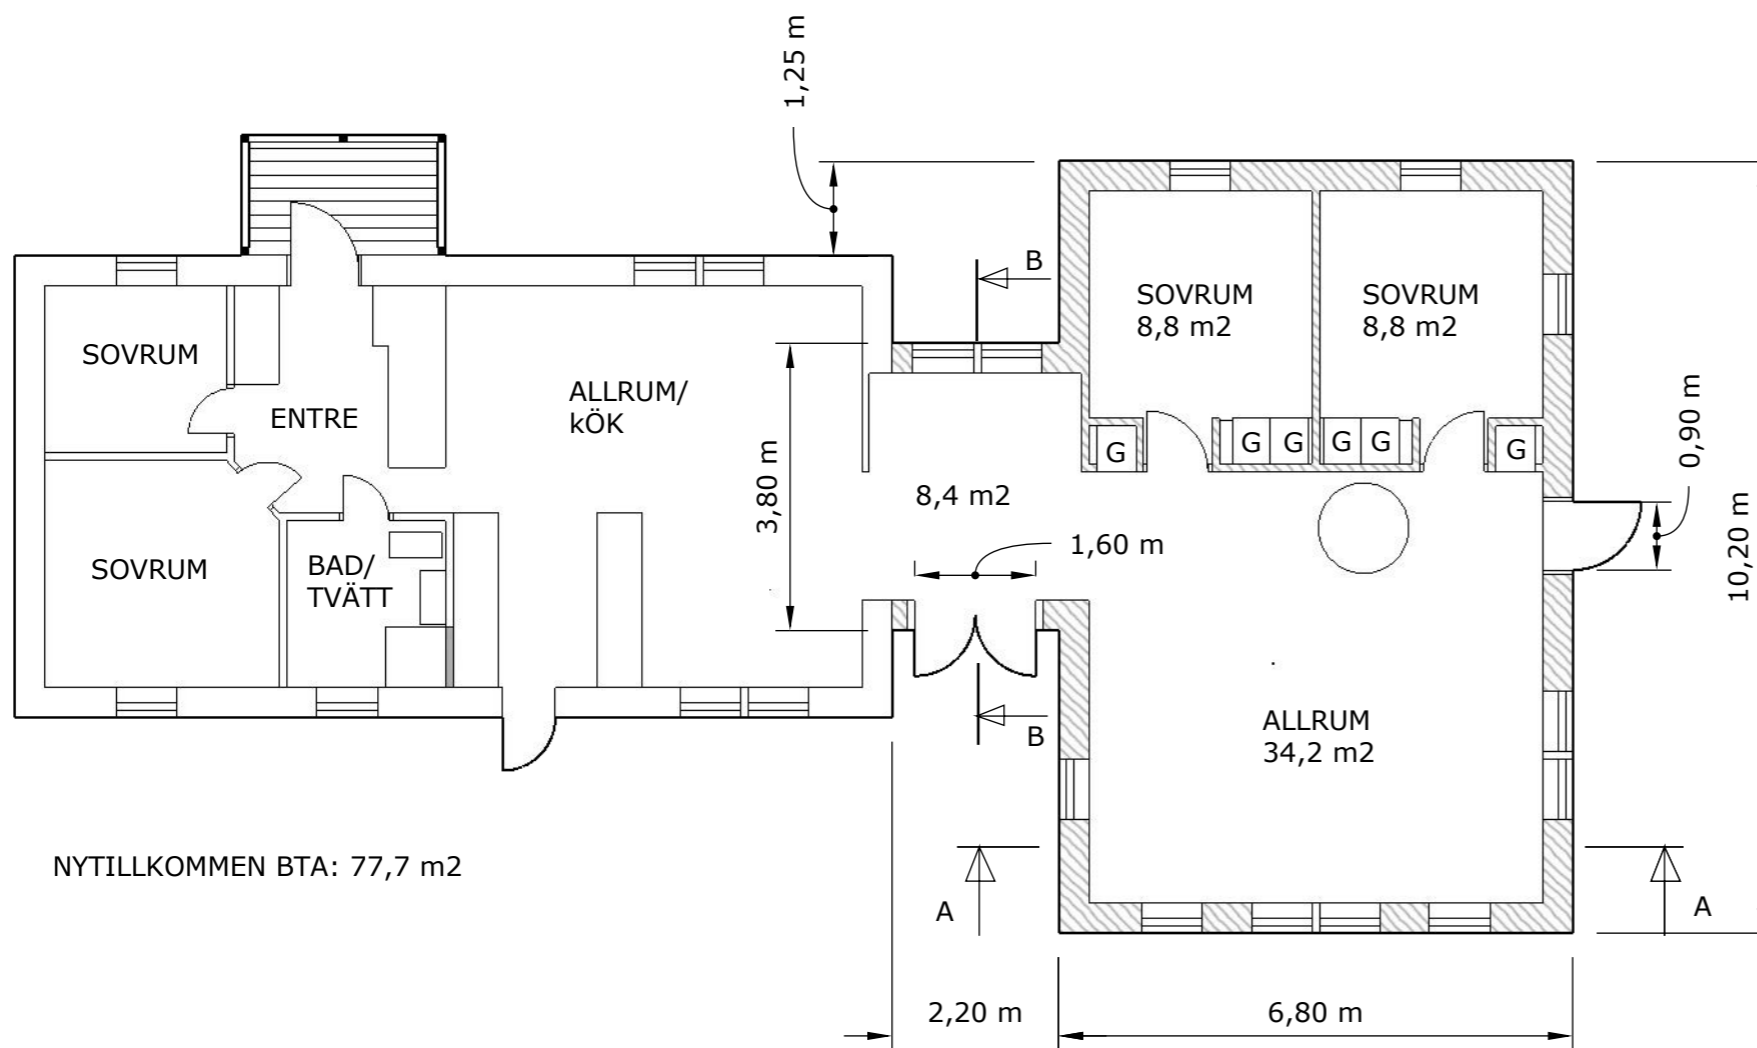 1,25 m
B
SOVRUM
8,8 m2
SOVRUM
8,8 m2
SOVRUM
ENTRE
ALLRUM/
kÖK
3,80 m
G
G
G
G
G
G
0,90 m
10,20 m
8,4 m2
1,60 m
SOVRUM
BAD/
TVÄTT
B
ALLRUM
34,2 m2
NYTILLKOMMEN BTA: 77,7 m2
A
A
2,20 m
6,80 m